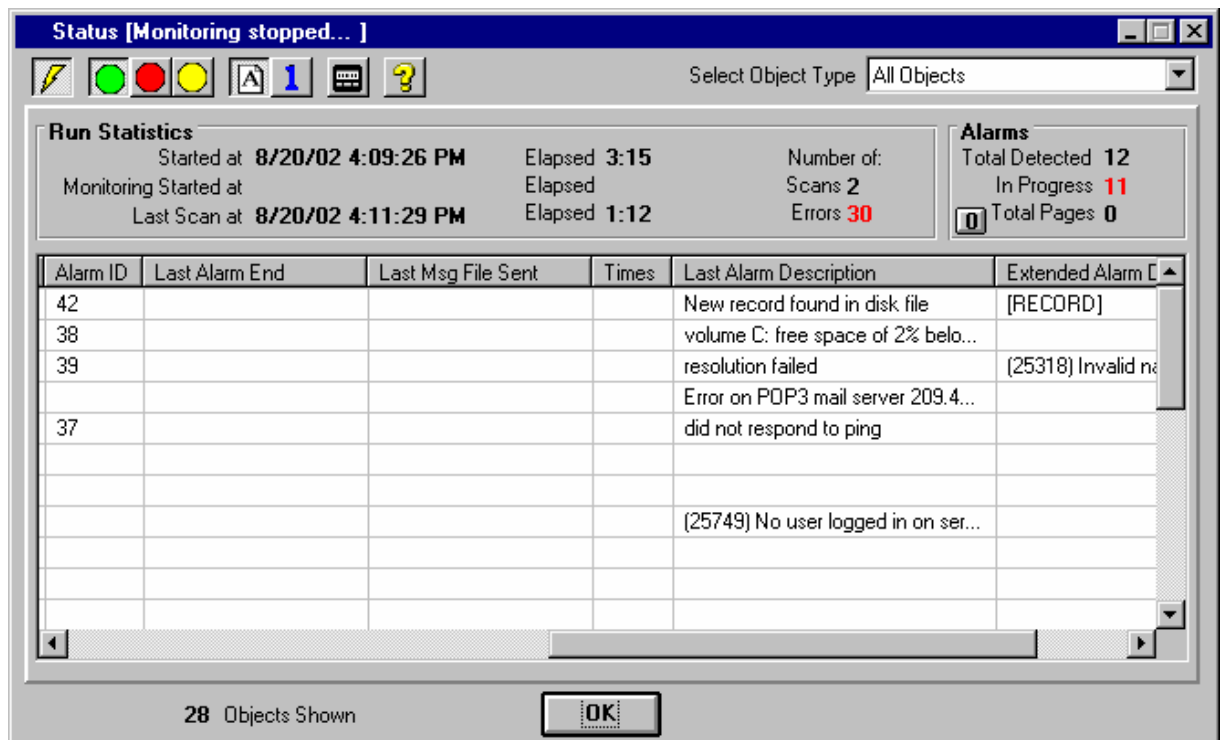 Status [Monitoring stopped... ]
A 1 ?
Select Object Type All Objects
Run Statistics
Started at 8/20/02 4:09:26 PM Elapsed 3:15 Number of:
Monitoring Started at Elapsed Scans 2
Last Scan at 8/20/02 4:11:29 PM Elapsed 1:12 Errors 30
Alarms
Total Detected 12
In Progress 11
0 Total Pages 0
Alarm ID Last Alarm End Last Msg File Sent Times Last Alarm Description Extended Alarm
42 New record found in disk file [RECORD]
38 volume C: free space of 2% belo...
39 resolution failed (25318) Invalid
Error on POP3 mail server 209.4...
37 did not respond to ping
(25749) No user logged in on ser...
28 Objects Shown
OK